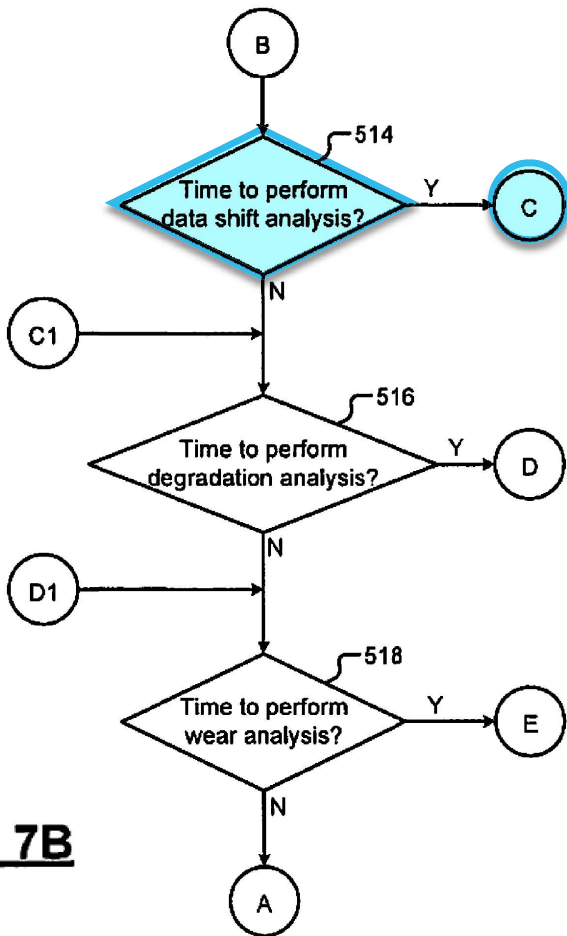 B
514
Time to perform
data shift analysis?
Y
C
N
C1
516
Time to perform
degradation analysis?
Y
D
N
D1
518
Time to perform
wear analysis?
Y
E
N
7B
A